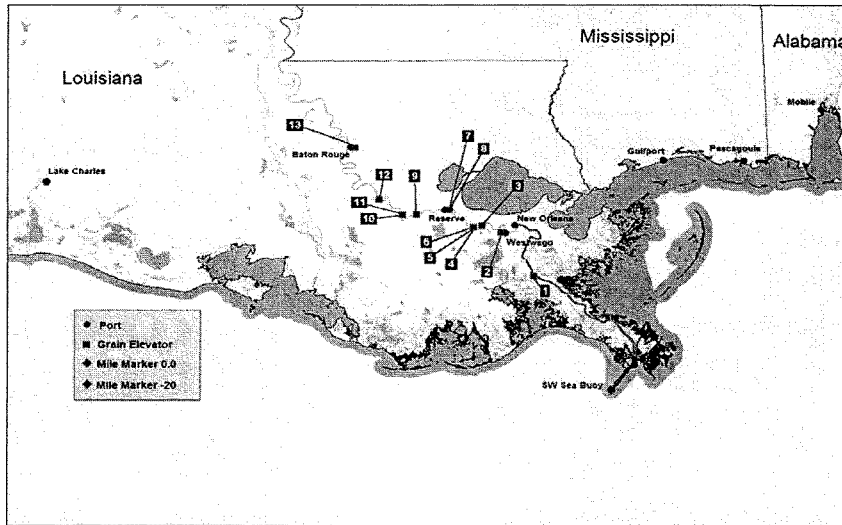 Mississippi
Alabama
Louisiana
Mobile
13
7
8
Baton Rouge
Gulfport
Pascagoula
Lake Charles
12
9
3
11
10
Reserve
New Orleans
6
Westwego
5
4
2
1
Port
Grain Elevator
Mile Marker 0.0
Mile Marker -20
SW Sea Buoy